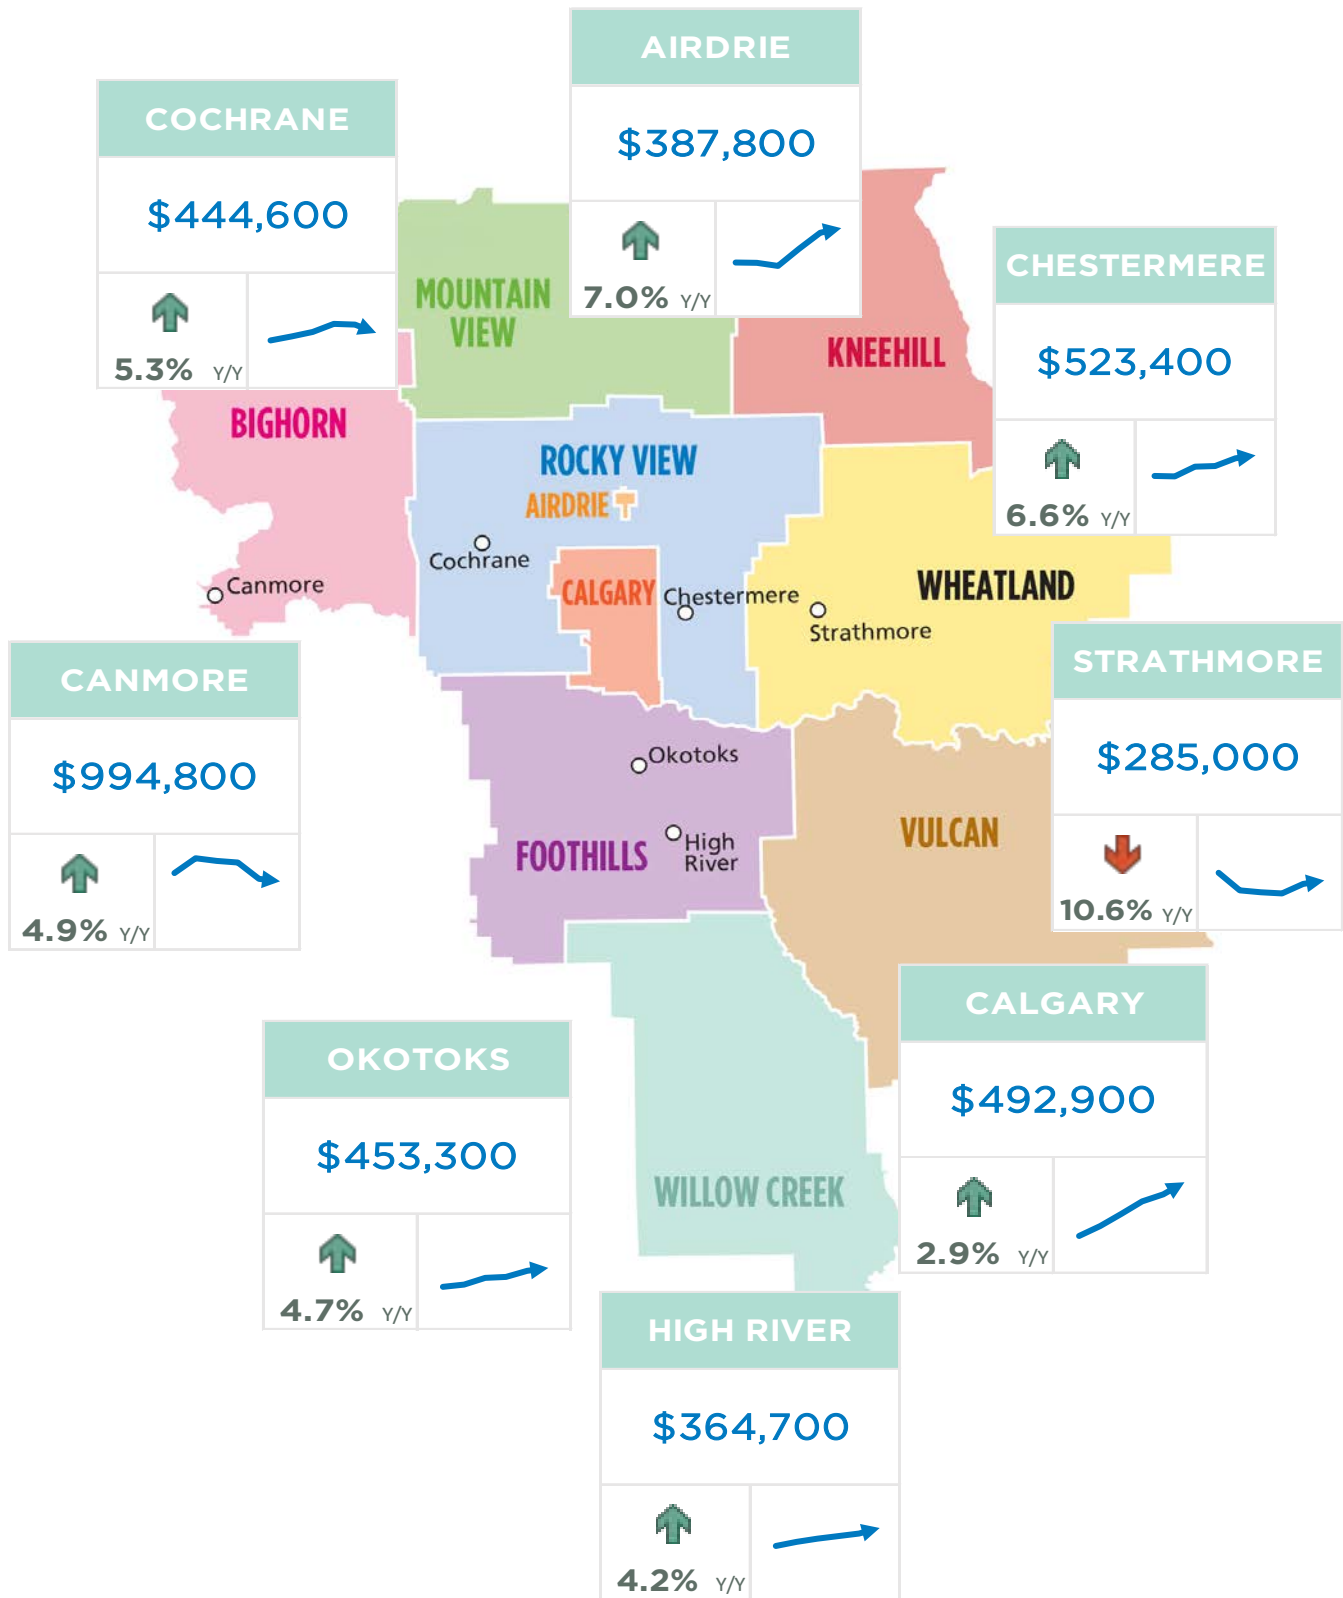 AIRDRIE
$387,800
7.0% Y/Y
COCHRANE
$444,600
5.3% Y/Y
CHESTERMERE
$523,400
6.6% Y/Y
MOUNTAIN
VIEW
KNEEHILL
BIGHORN
ROCKY VIEW
AIRDRIE
Cochrane
Canmore
CALGARY
Chestermere
WHEATLAND
Strathmore
CANMORE
$994,800
4.9% Y/Y
STRATHMORE
$285,000
10.6% Y/Y
Okotoks
High
River
FOOTHILLS
VULCAN
CALGARY
$492,900
2.9% Y/Y
OKOTOKS
$453,300
4.7% Y/Y
WILLOW CREEK
HIGH RIVER
$364,700
4.2% Y/Y